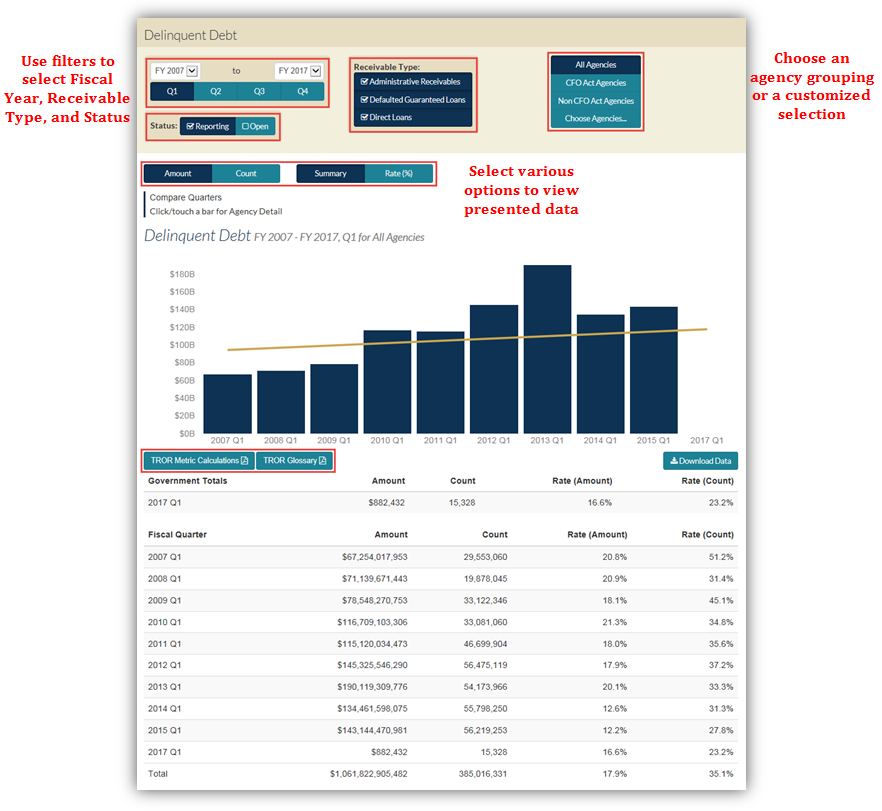 Delinquent Debt
Use filters to
select Fiscal
Year, Receivable
Type, and Status
FY 2007 to FY 2017
Q1 Q2 Q3 Q4
Status: Reporting Open
Receivable Type:
Administrative Receivables
Defaulted Guaranteed Loans
Direct Loans
All Agencies
CFO Act Agencies
Non CFO Act Agencies
Choose Agencies...
Choose an
agency grouping
or a customized
selection
Amount Count Summary Rate (%)
Select various
options to view
presented data
Compare Quarters
Click/touch a bar for Agency Detail
Delinquent Debt FY 2007 - FY 2017, Q1 for All Agencies
$180B
$160B
$140B
$120B
$100B
$80B
$60B
$40B
$20B
$0B
2007 Q1 2008 Q1 2009 Q1 2010 Q1 2011 Q1 2012 Q1 2013 Q1 2014 Q1 2015 Q1 2017 Q1
TROR Metric Calculations TROR Glossary Download Data
Government Totals Amount Count Rate (Amount) Rate (Count)
2017 Q1 $882,432 15,328 16.6% 23.2%
Fiscal Quarter Amount Count Rate (Amount) Rate (Count)
2007 Q1 $67,254,017,953 29,553,060 20.8% 51.2%
2008 Q1 $71,139,671,443 19,878,045 20.9% 31.4%
2009 Q1 $78,548,270,753 33,122,346 18.1% 45.1%
2010 Q1 $116,709,103,306 33,081,060 21.3% 34.8%
2011 Q1 $115,120,034,473 46,699,904 18.0% 35.6%
2012 Q1 $145,325,546,290 56,475,119 17.9% 37.2%
2013 Q1 $190,119,309,776 54,173,966 20.1% 33.3%
2014 Q1 $134,461,598,075 55,798,250 12.6% 31.3%
2015 Q1 $143,144,470,981 56,219,253 12.2% 27.8%
2017 Q1 $882,432 15,328 16.6% 23.2%
Total $1,061,822,905,482 385,016,331 17.9% 35.1%